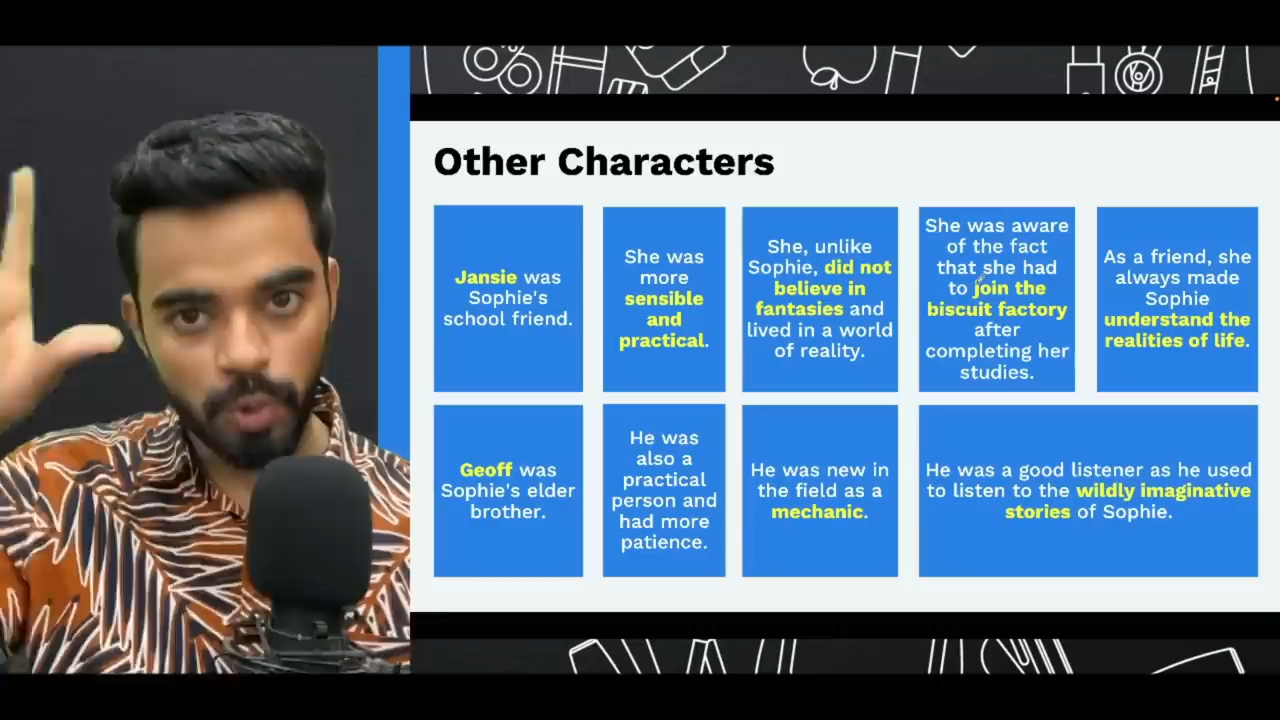 Other Characters
Jansie was
Sophie's
school friend.
She was
more
sensible
and
practical.
She, unlike
Sophie, did not
believe in
fantasies and
lived in a world
of reality.
She was aware
of the fact
that she had
to join the
biscuit factory
after
completing her
studies.
As a friend, she
always made
Sophie
understand the
realities of life.
Geoff was
Sophie's elder
brother.
He was
also a
practical
person and
had more
patience.
He was new in
the field as a
mechanic.
He was a good listener as he used
to listen to the wildly imaginative
stories of Sophie.